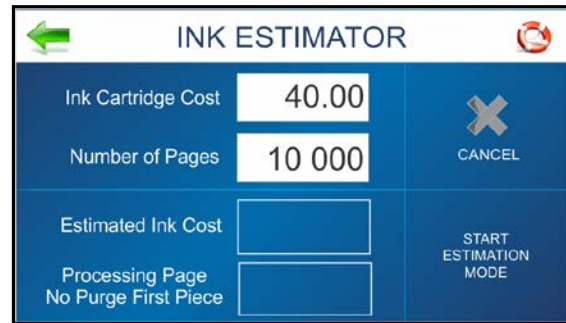 INK ESTIMATOR
Ink Cartridge Cost 40.00
Number of Pages 10 000
CANCEL
Estimated Ink Cost
Processing Page
No Purge First Piece
START
ESTIMATION
MODE